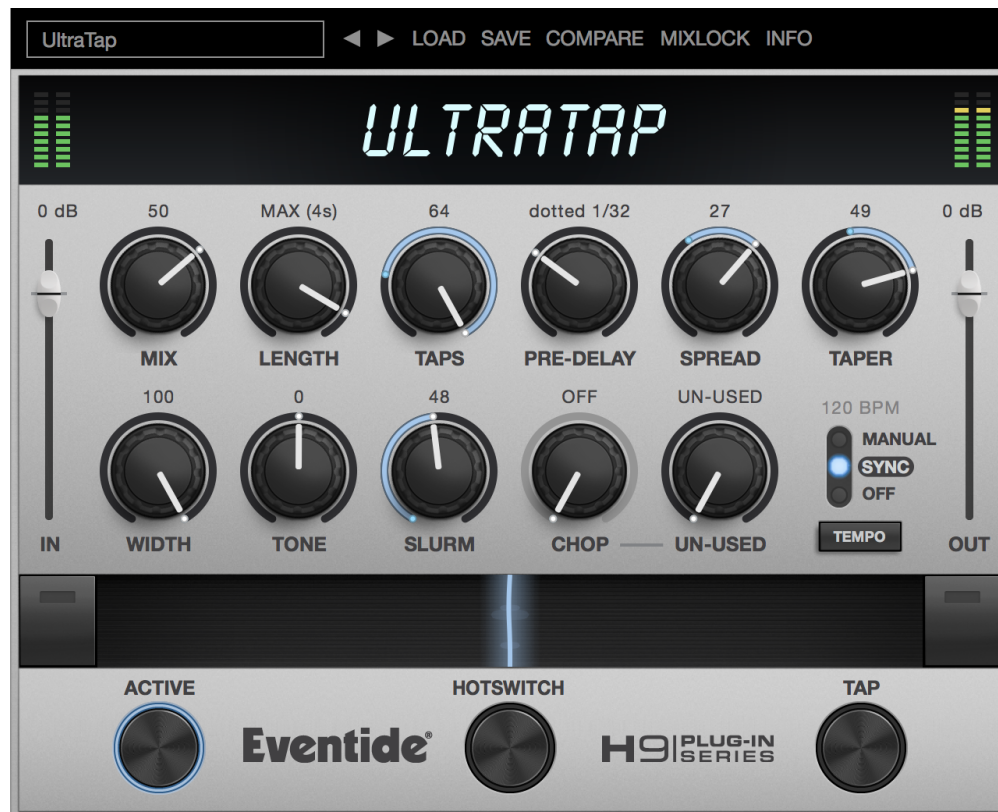 UltraTap LOAD SAVE COMPARE MIXLOCK INFO
ULTRATAP
0 dB 50 MAX (4s) 64 dotted 1/32 27 49 0 dB
MIX LENGTH TAPS PRE-DELAY SPREAD TAPER
100 0 48 OFF UN-USED
120 BPM
MANUAL
SYNC
OFF
TEMPO
IN WIDTH TONE SLURM CHOP UN-USED OUT
ACTIVE HOTSWITCH TAP
Eventide® H9 PLUG-IN
SERIES